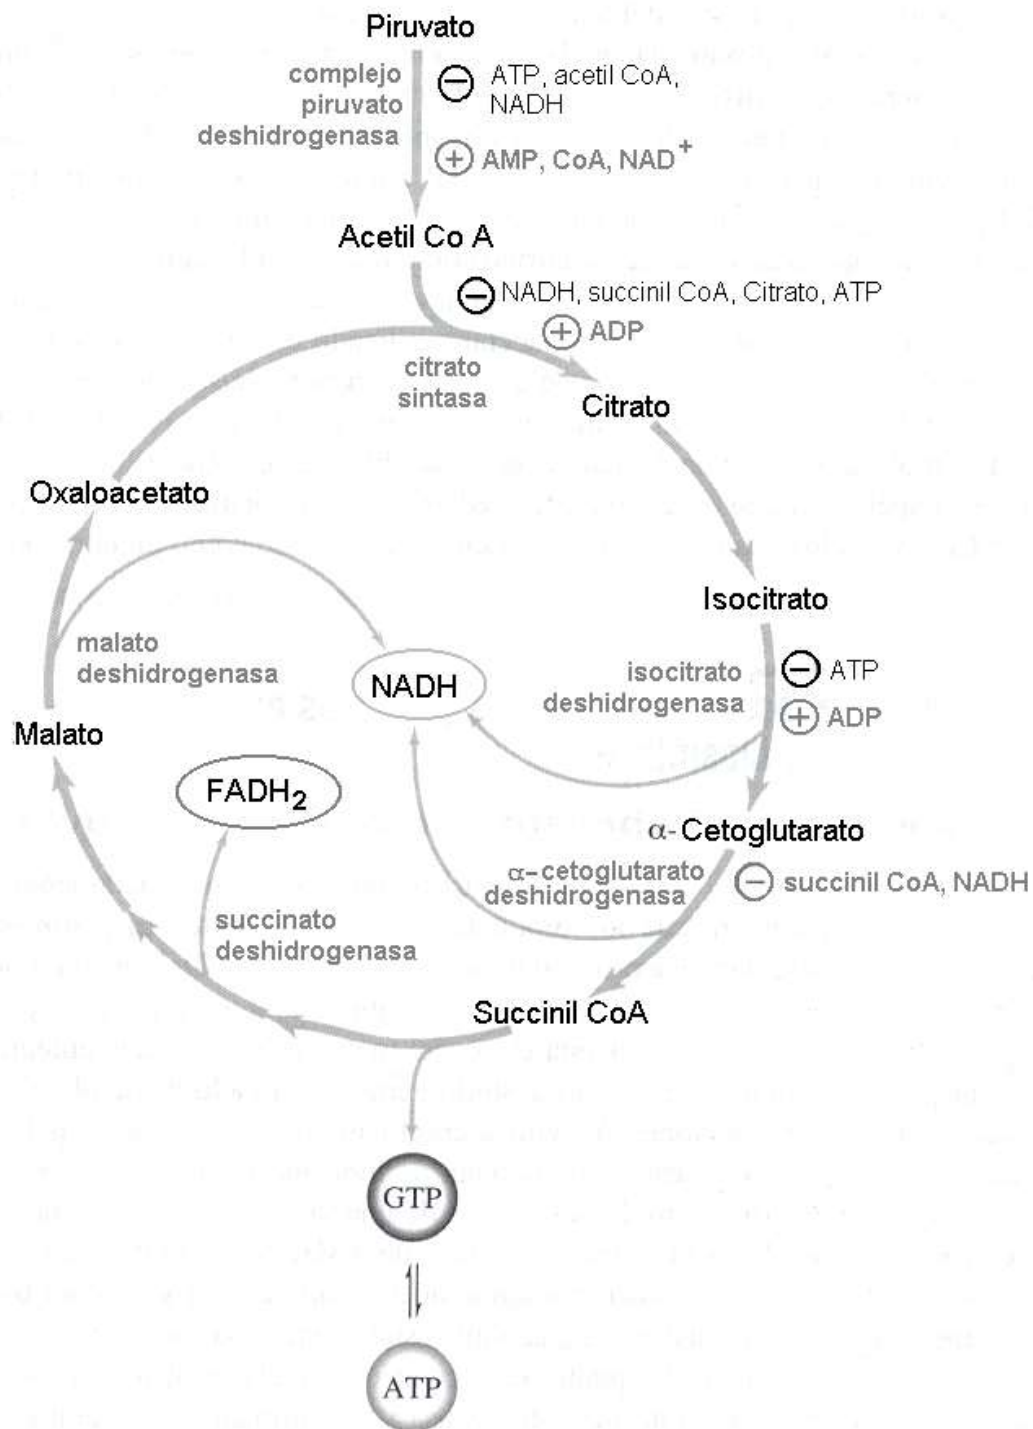 Piruvato
complejo
piruvato
deshidrogenasa
ATP, acetil CoA,
NADH
AMP, CoA, NAD+
Acetil Co A
NADH, succinil CoA, Citrato, ATP
ADP
citrato
sintasa
Citrato
Oxaloacetato
Isocitrato
malato
deshidrogenasa
NADH
isocitrato
deshidrogenasa
ATP
ADP
Malato
FADH2
α-Cetoglutarato
α-cetoglutarato
deshidrogenasa
succinil CoA, NADH
succinato
deshidrogenasa
Succinil CoA
GTP
ATP